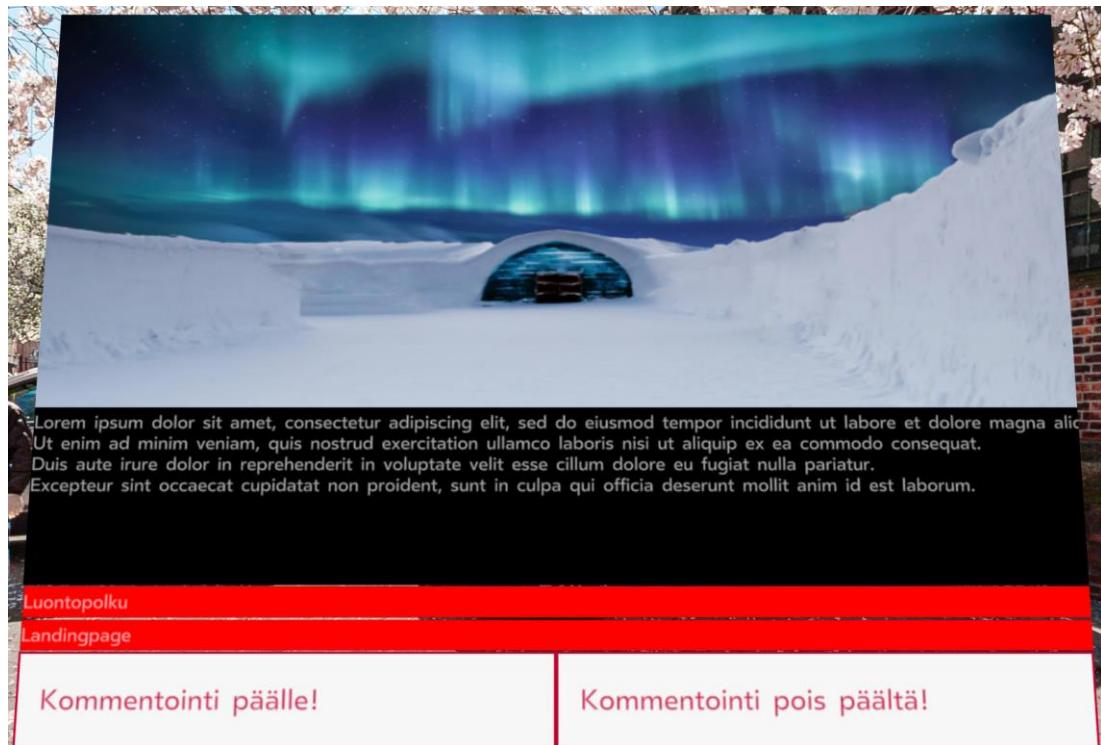 Lorem ipsum dolor sit amet, consectetur adipiscing elit, sed do eiusmod tempor incididunt ut labore et dolore magna
Ut enim ad minim veniam, quis nostrud exercitation ullamco laboris nisi ut aliquip ex ea commodo consequat.
Duis aute irure dolor in reprehenderit in voluptate velit esse cillum dolore eu fugiat nulla pariatur.
Excepteur sint occaecat cupidatat non proident, sunt in culpa qui officia deserunt mollit anim id est laborum.
Luontopolku
Landingpage
Kommentointi päälle!
Kommentointi pois päältä!